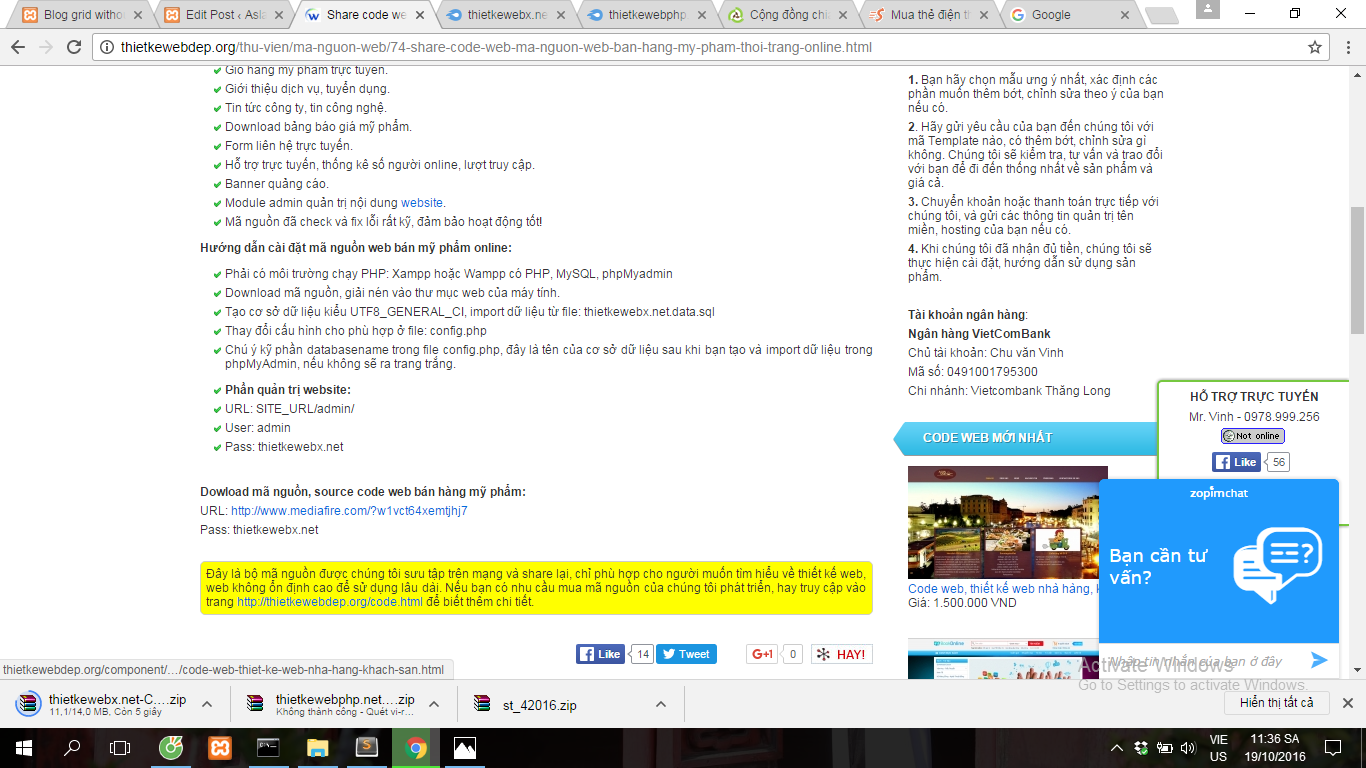 Blog grid withou
Edit Post ‹ Asia
Share code we
thietkewebx.ne
thietkewebphp
Cộng đồng chi
Mua thẻ điện t
Google
thietkewebdep.org/thu-vien/ma-nguon-web/74-share-code-web-ma-nguon-web-ban-hang-my-pham-thoi-trang-online.html
Giỏ hàng mỹ phẩm trực tuyến.
Giới thiệu dịch vụ, tuyển dụng.
Tin tức công ty, tin công nghệ.
Download bảng báo giá mỹ phẩm.
Form liên hệ trực tuyến.
Hỗ trợ trực tuyến, thống kê số người online, lượt truy cập.
Banner quảng cáo.
Module admin quản trị nội dung website.
Mã nguồn đã check và fix lỗi rất kỹ, đảm bảo hoạt động tốt!
Hướng dẫn cài đặt mã nguồn web bán mỹ phẩm online:
Phải có môi trường chạy PHP: Xampp hoặc Wampp có PHP, MySQL, phpMyadmin
Download mã nguồn, giải nén vào thư mục web của máy tính.
Tạo cơ sở dữ liệu kiểu UTF8_GENERAL_CI, import dữ liệu từ file: thietkewebx.net.data.sql
Thay đổi cấu hình cho phù hợp ở file: config.php
Chú ý kỹ phần databasename trong file config.php, đây là tên của cơ sở dữ liệu sau khi bạn tạo và import dữ liệu trong
phpMyAdmin, nếu không sẽ ra trang trắng.
Phần quản trị website:
URL: SITE_URL/admin/
User: admin
Pass: thietkewebx.net
Dowload mã nguồn, source code web bán hàng mỹ phẩm:
URL: http://www.mediafire.com/?w1vct64xemtjhj7
Pass: thietkewebx.net
Đây là bộ mã nguồn được chúng tôi sưu tập trên mạng và share lại, chỉ phù hợp cho người muốn tìm hiểu về thiết kế web,
web không ổn định cao để sử dụng lâu dài. Nếu bạn có nhu cầu mua mã nguồn của chúng tôi phát triển, hay truy cập vào
trang http://thietkewebdep.org/code.html để biết thêm chi tiết.
Like 14 Tweet G+1 0 HAY!
1. Bạn hãy chọn mẫu ưng ý nhất, xác định các
phần muốn thêm bớt, chỉnh sửa theo ý của bạn
nếu có.
2. Hãy gửi yêu cầu của bạn đến chúng tôi với
mã Template nào, có thêm bớt, chỉnh sửa gì
không. Chúng tôi sẽ kiểm tra, tư vấn và trao đổi
với bạn để đi đến thống nhất về sản phẩm và
giá cả.
3. Chuyển khoản hoặc thanh toán trực tiếp với
chúng tôi, và gửi các thông tin quản trị tên
miền, hosting của bạn nếu có.
4. Khi chúng tôi đã nhận đủ tiền, chúng tôi sẽ
thực hiện cài đặt, hướng dẫn sử dụng sản
phẩm.
Tài khoản ngân hàng:
Ngân hàng VietComBank
Chủ tài khoản: Chu văn Vinh
Mã số: 0491001795300
Chi nhánh: Vietcombank Thăng Long
CODE WEB MỚI NHẤT
Code web, thiết kế web nhà hàng, k
Giá: 1.500.000 VND
HỖ TRỢ TRỰC TUYẾN
Mr. Vinh - 0978.999.256
Not online
Like 56
zopim chat
Bạn cần tư
vấn?
Nhập tin nhắn của bạn ở đây
Activate Windows
Go to Settings to activate Windows.
thietkewebdep.org/component/…/code-web-thiet-ke-web-nha-hang-khach-san.html
thietkewebx.net-C....zip
11,1/14,0 MB, Còn 5 giây
thietkewebphp.net....zip
Không thành công - Quét vi-r...
st_42016.zip
Hiển thị tất cả
VIE
US
11:36 SA
19/10/2016